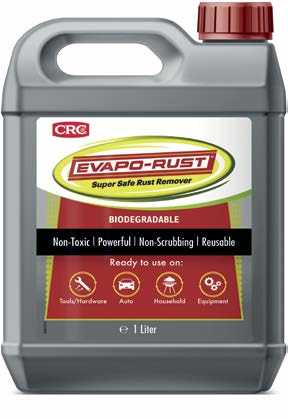 CRC
EVAPO-RUST
Super Safe Rust Remover
BIODEGRADABLE
Non-Toxic | Powerful | Non-Scrubbing | Reusable
Ready to use on:
Tools/Hardware Auto Household Equipment
℮ 1 Liter